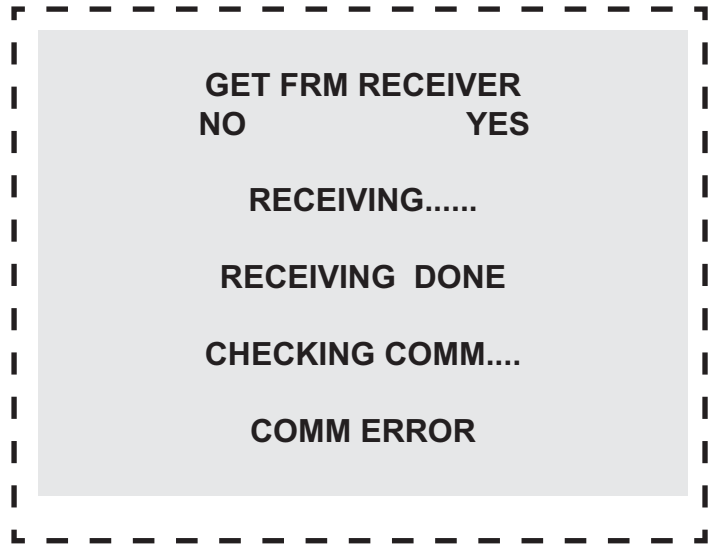 GET FRM RECEIVER
NO YES
RECEIVING......
RECEIVING DONE
CHECKING COMM....
COMM ERROR